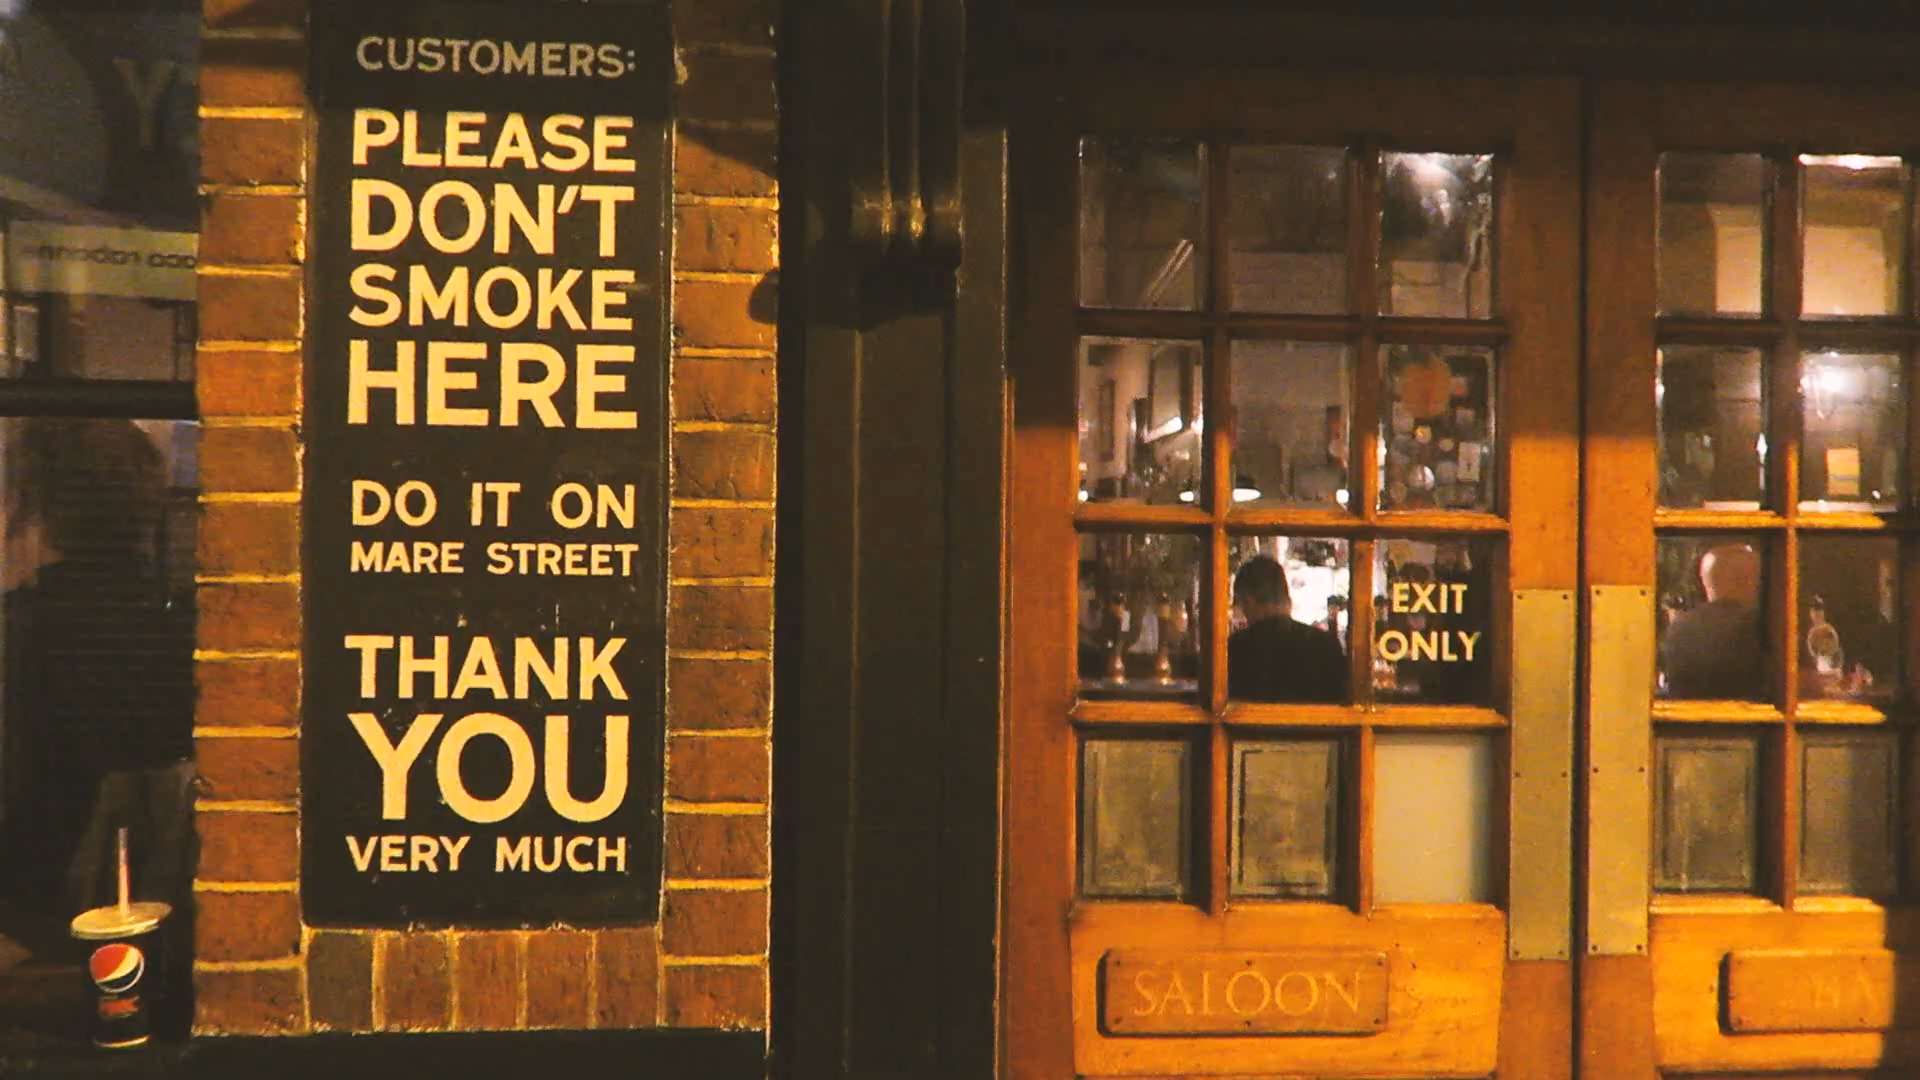 CUSTOMERS:
PLEASE
DON'T
SMOKE
HERE
DO IT ON
MARE STREET
THANK
YOU
VERY MUCH
EXIT
ONLY
SALOON